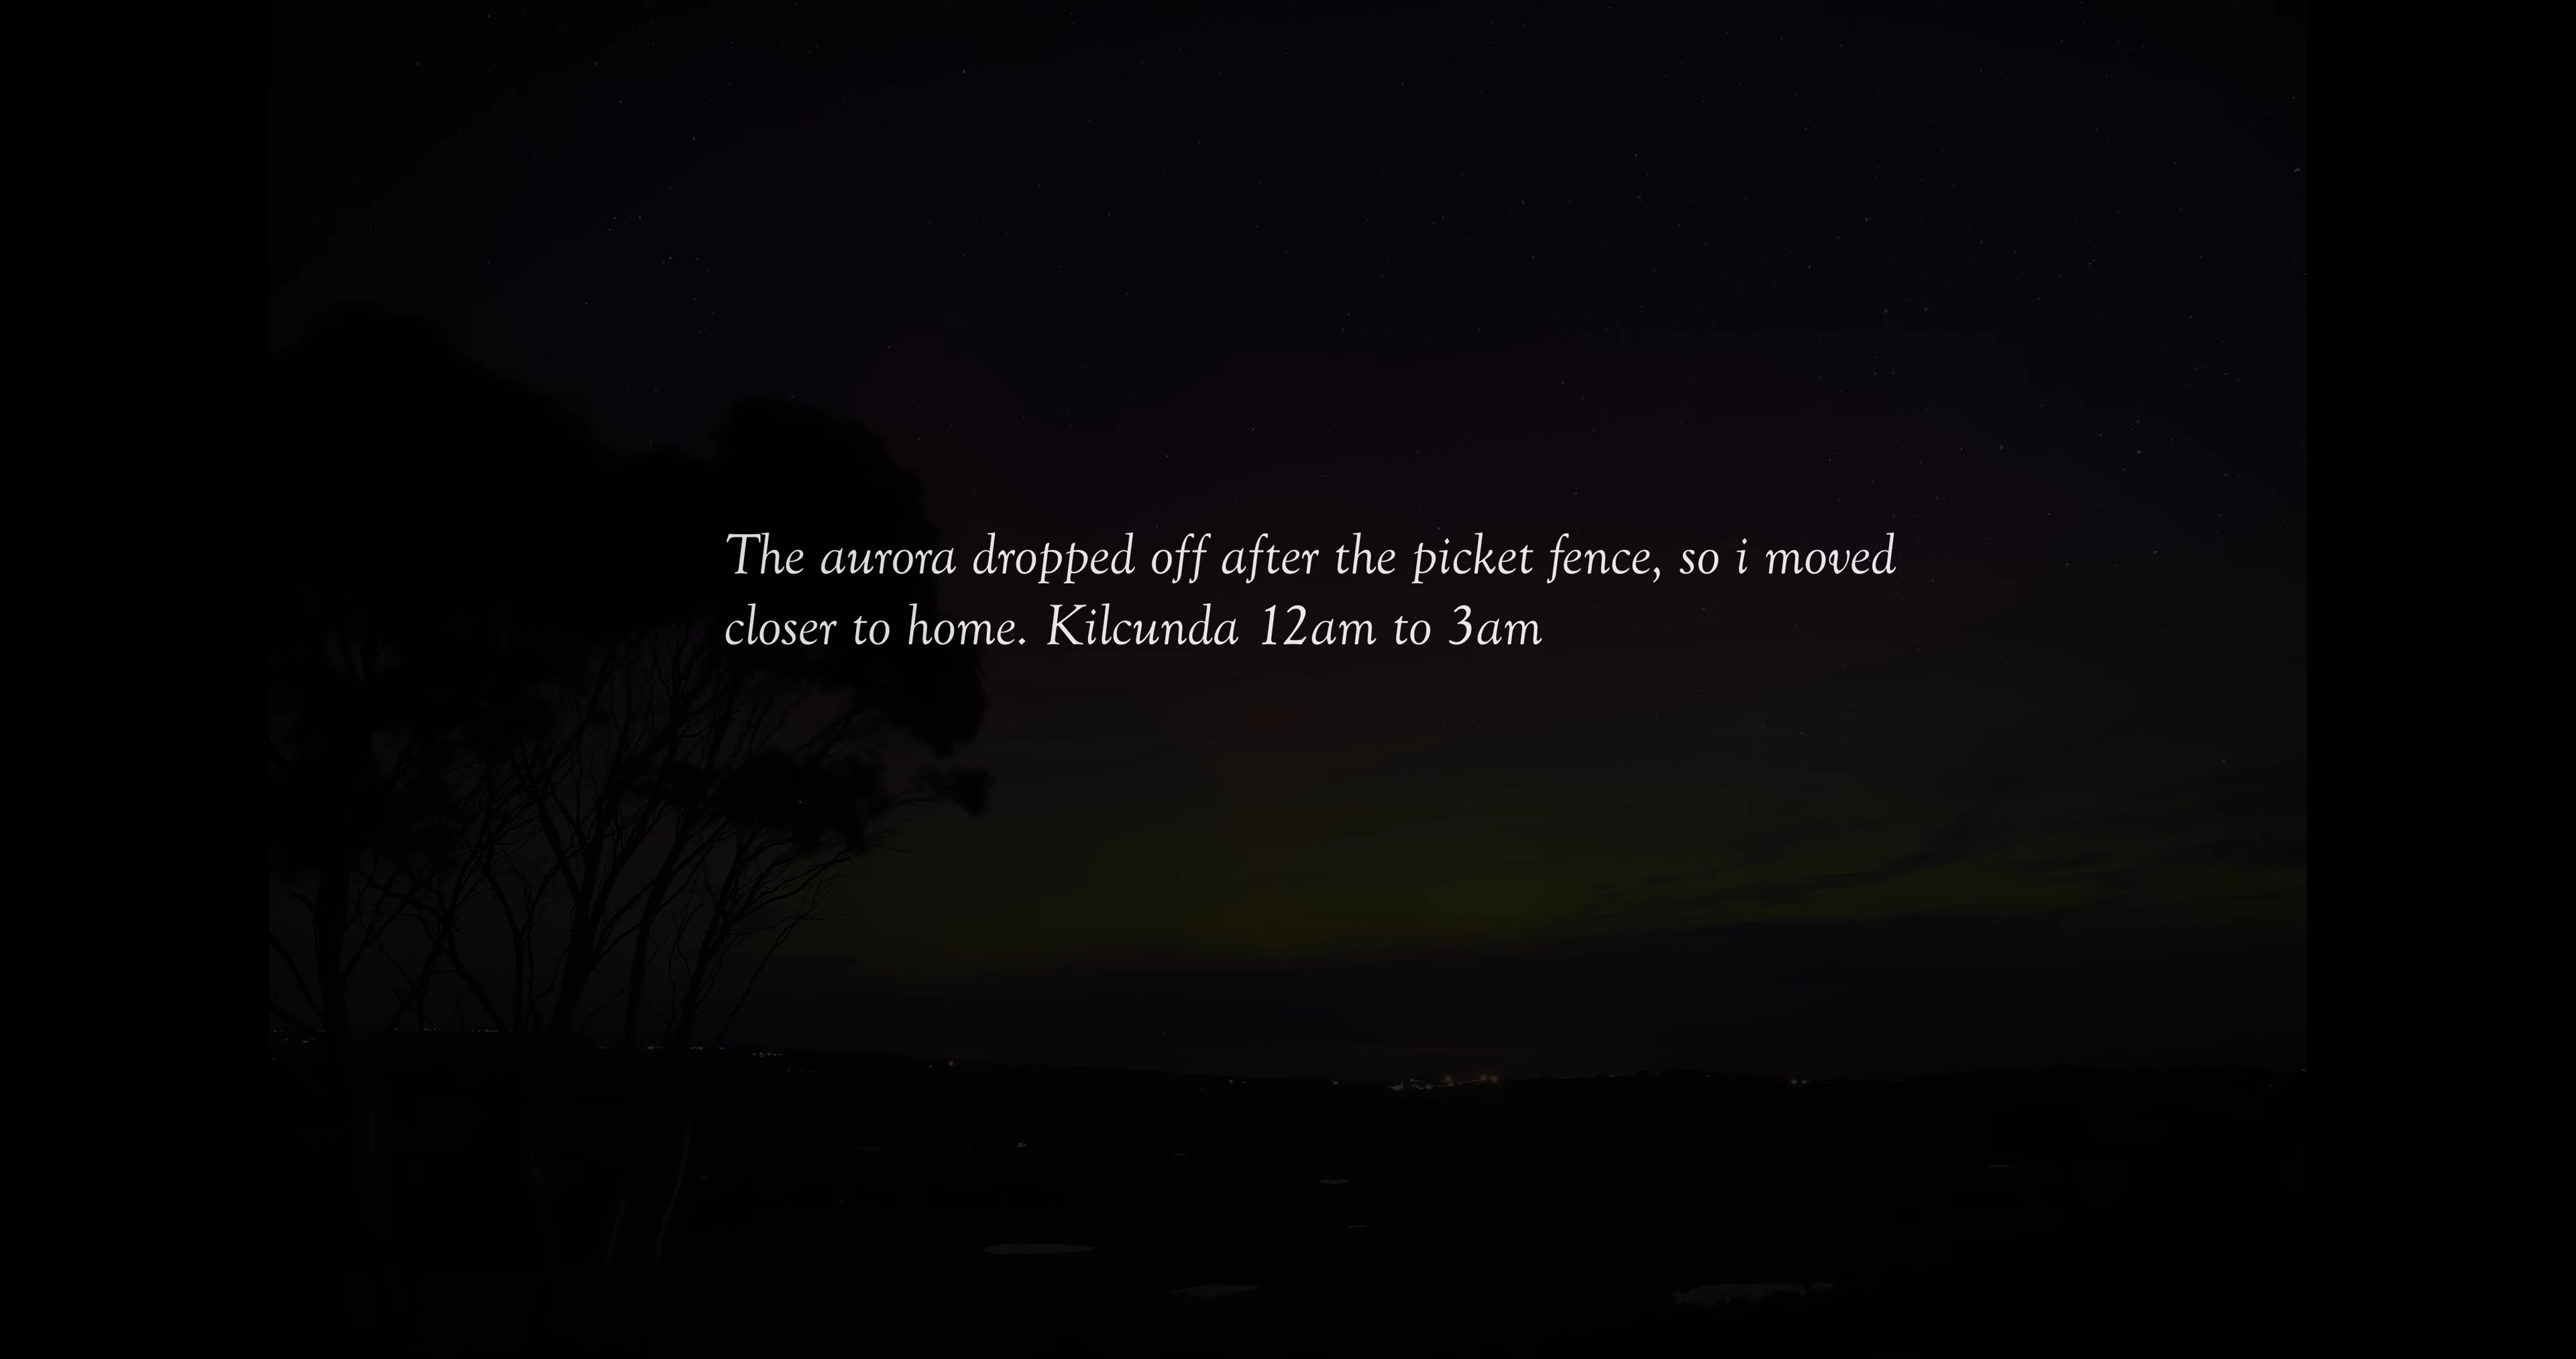 The aurora dropped off after the picket fence, so i moved
closer to home. Kilcunda 12am to 3am